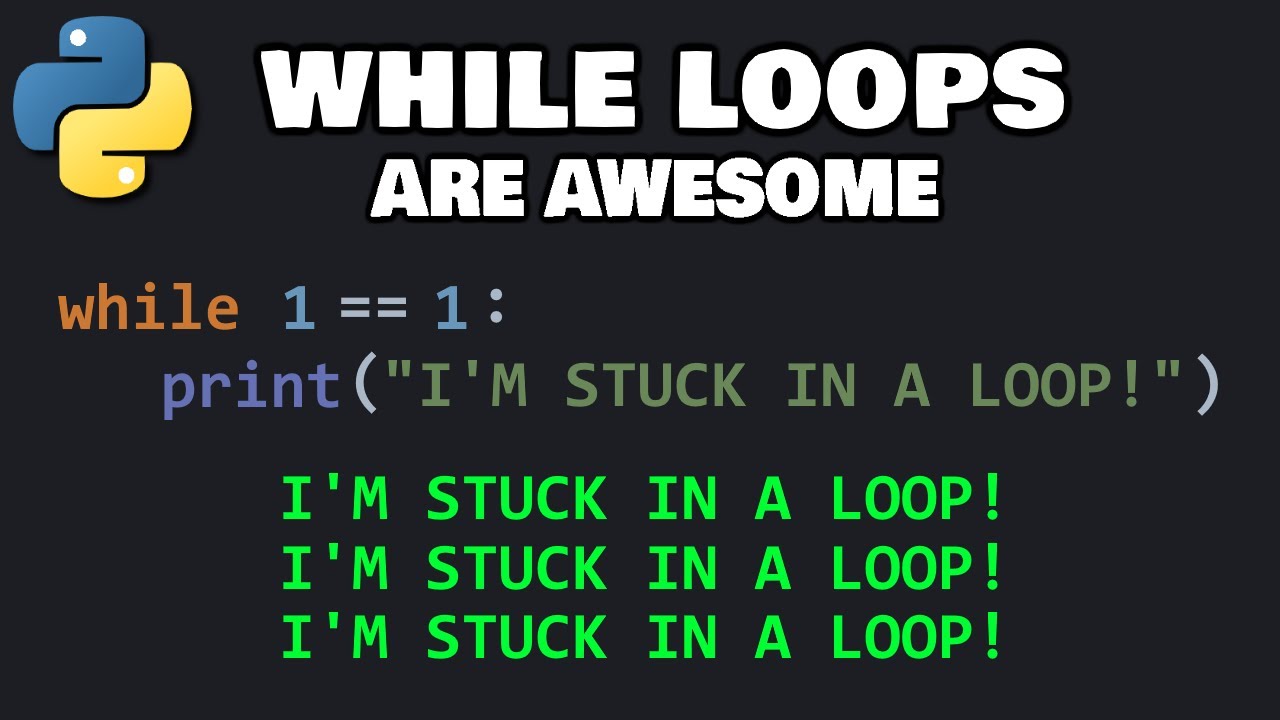 WHILE LOOPS
ARE AWESOME
while 1 == 1:
print("I'M STUCK IN A LOOP!")
I'M STUCK IN A LOOP!
I'M STUCK IN A LOOP!
I'M STUCK IN A LOOP!